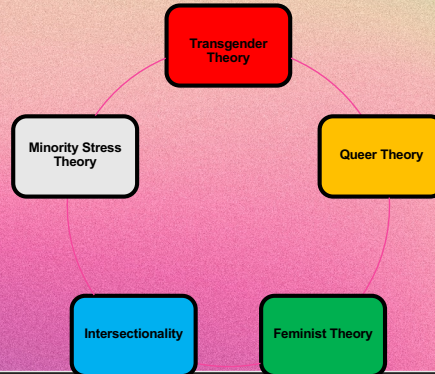 Transgender
Theory
Minority Stress
Theory
Queer Theory
Intersectionality
Feminist Theory